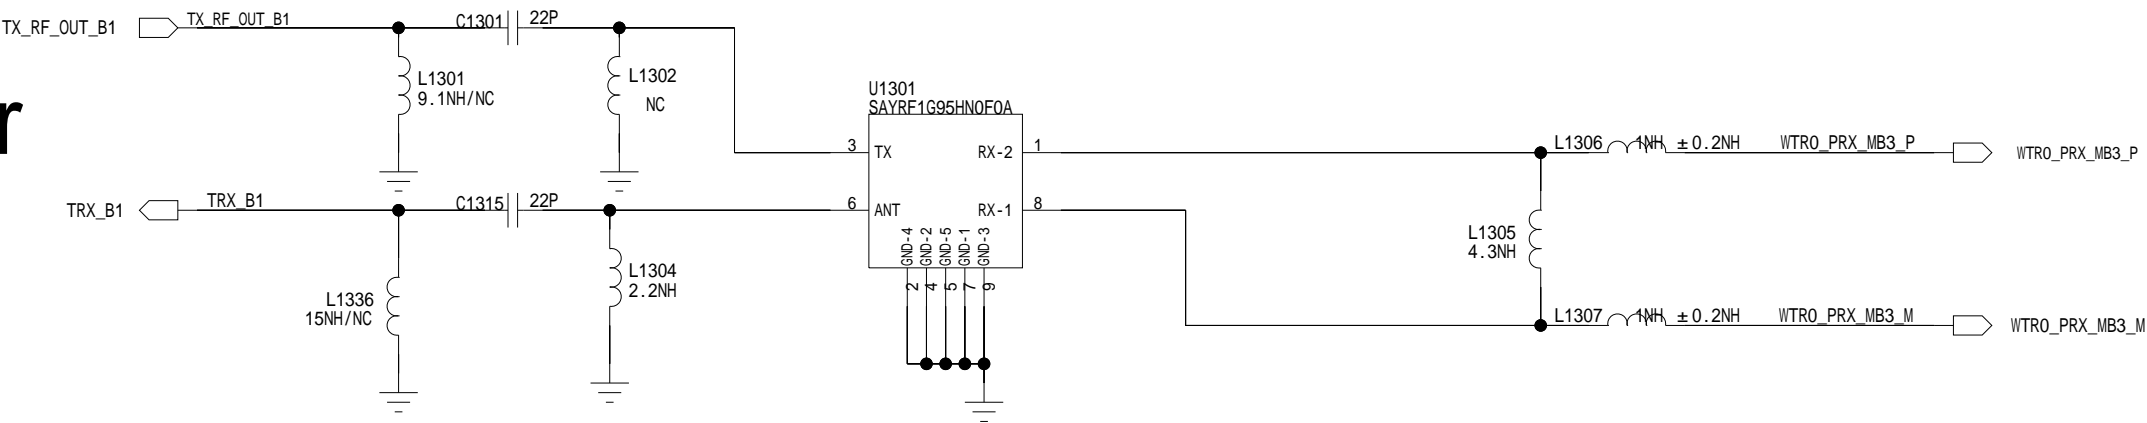 TX_RF_OUT_B1
TX_RF_OUT_B1
C1301
22P
L1301
9.1NH/NC
L1302
NC
r
U1301
SAYRF1G95HN0F0A
3
TX
RX-2
1
L1306
1NH
±0.2NH
WTR0_PRX_MB3_P
WTR0_PRX_MB3_P
TRX_B1
TRX_B1
C1315
22P
6
ANT
RX-1
8
GND-4
GND-2
GND-5
GND-1
GND-3
2
4
5
7
9
L1305
4.3NH
L1304
2.2NH
L1336
15NH/NC
L1307
1NH
±0.2NH
WTR0_PRX_MB3_M
WTR0_PRX_MB3_M